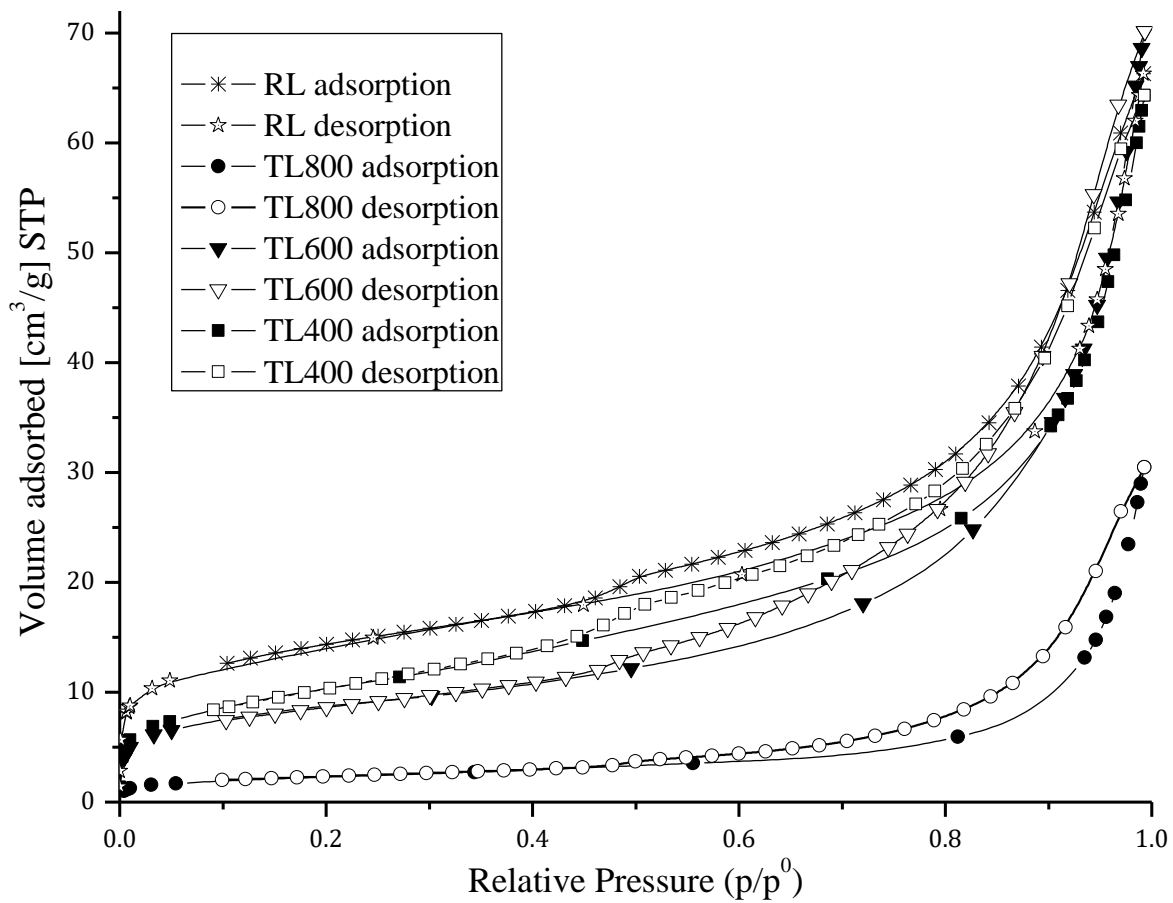 70
60
50
40
30
20
10
0
Volume adsorbed [cm³/g] STP
RL adsorption
RL desorption
TL800 adsorption
TL800 desorption
TL600 adsorption
TL600 desorption
TL400 adsorption
TL400 desorption
0.0 0.2 0.4 0.6 0.8 1.0
Relative Pressure (p/p⁰)